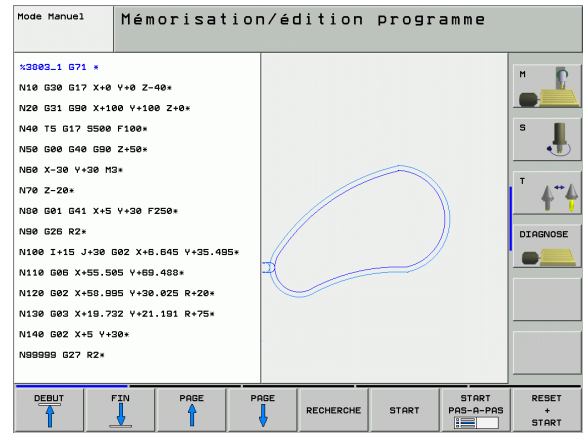 Mode Manuel
Mémorisation/édition programme
%3803_1 G71 *
N10 G30 G17 X+0 Y+0 Z-40*
N20 G31 G90 X+100 Y+100 Z+0*
N40 T5 G17 S500 F100*
N50 G00 G40 G90 Z+50*
N60 X-30 Y+30 M3*
N70 Z-20*
N80 G01 G41 X+5 Y+30 F250*
N90 G26 R2*
N100 I+15 J+30 G02 X+6.645 Y+35.495*
N110 G06 X+55.505 Y+69.488*
N120 G02 X+58.995 Y+30.025 R+20*
N130 G03 X+19.732 Y+21.191 R+75*
N140 G02 X+5 Y+30*
N99999 G27 R2*
M
S
T
DIAGNOSE
DEBUT
FIN
PAGE
PAGE
RECHERCHE
START
START
PAS-A-PAS
RESET
+
START